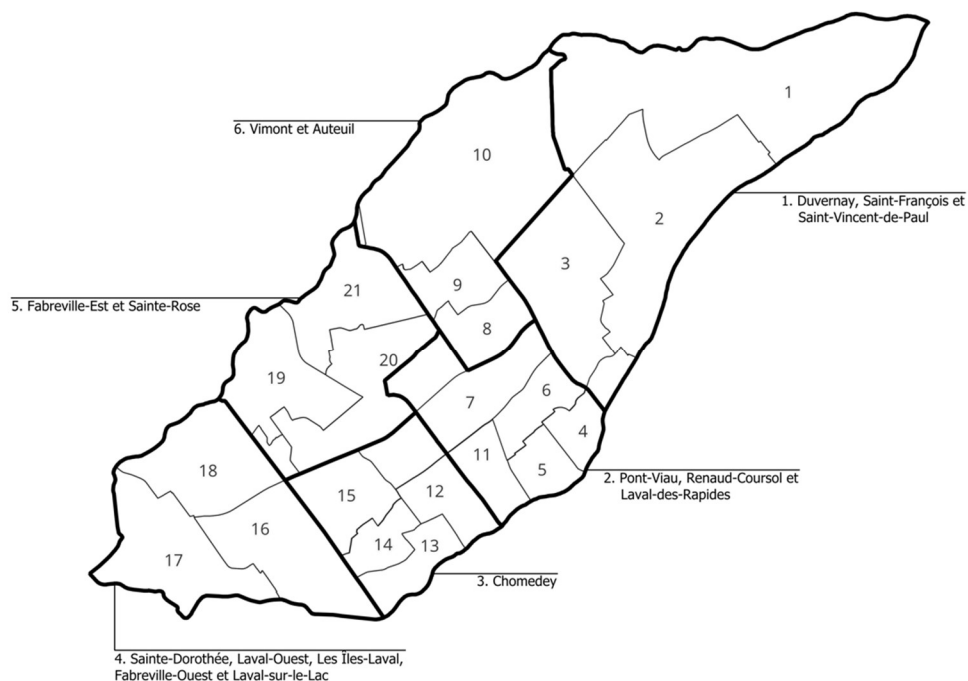 1
6. Vimont et Auteuil
10
1. Duvernay, Saint-François et
Saint-Vincent-de-Paul
2
3
9
21
5. Fabreville-Est et Sainte-Rose
8
20
19
7
6
4
11
18
5
2. Pont-Viau, Renaud-Coursol et
Laval-des-Rapides
15
12
16
14
13
17
3. Chomedey
4. Sainte-Dorothée, Laval-Ouest, Les Îles-Laval,
Fabreville-Ouest et Laval-sur-le-Lac